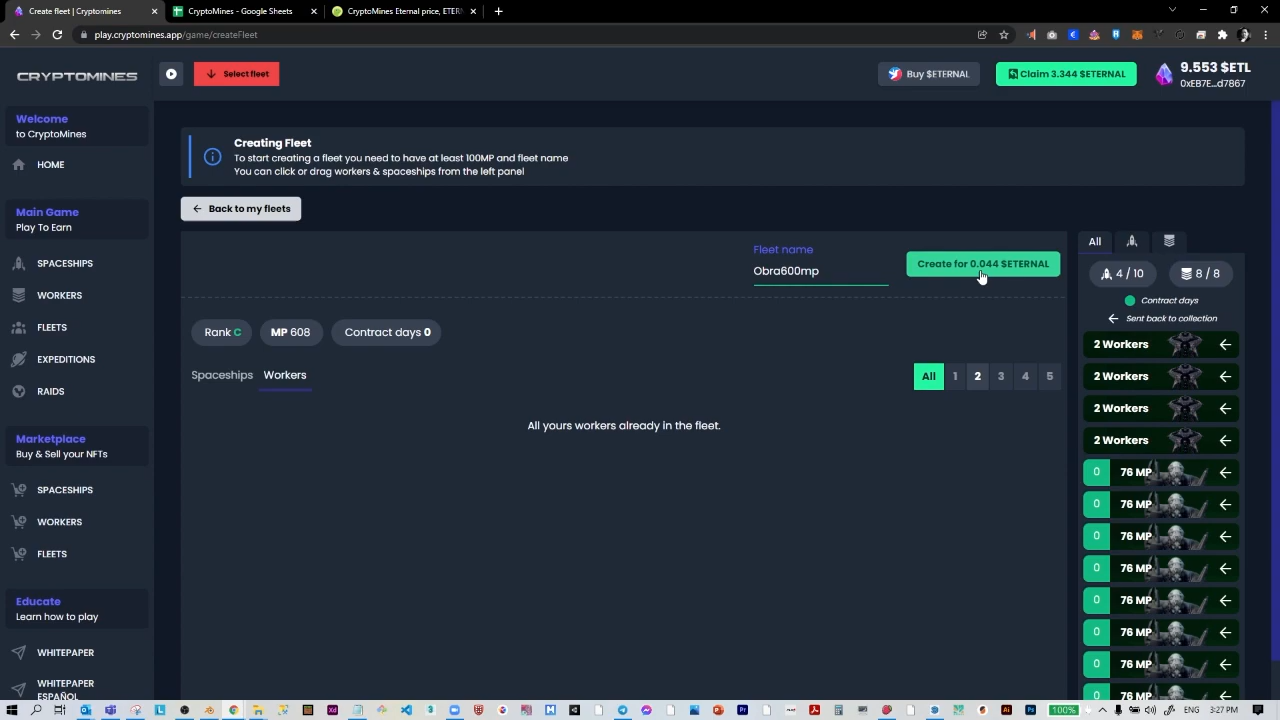 Create fleet | Cryptomines
CryptoMines - Google Sheets
CryptoMines Eternal price, ETERN
play.cryptomines.app/game/createFleet
CRYPTOMINES
Select fleet
Buy $ETERNAL
Claim 3.344 $ETERNAL
9.553 $ETL
0xEB7E...d7867
Welcome
to CryptoMines
HOME
Main Game
Play To Earn
SPACESHIPS
WORKERS
FLEETS
EXPEDITIONS
RAIDS
Marketplace
Buy & Sell your NFTs
SPACESHIPS
WORKERS
FLEETS
Educate
Learn how to play
WHITEPAPER
WHITEPAPER
ESPAÑOL
Creating Fleet
To start creating a fleet you need to have at least 100MP and fleet name
You can click or drag workers & spaceships from the left panel
Back to my fleets
Fleet name
Obra600mp
Create for 0.044 $ETERNAL
Rank C
MP 608
Contract days 0
Spaceships
Workers
All 1 2 3 4 5
All yours workers already in the fleet.
All
4 / 10
8 / 8
Contract days
Sent back to collection
2 Workers
2 Workers
2 Workers
2 Workers
0 76 MP
0 76 MP
0 76 MP
0 76 MP
0 76 MP
0 76 MP
0 76 MP
0 76 MP
100%
ENG
3:27 PM